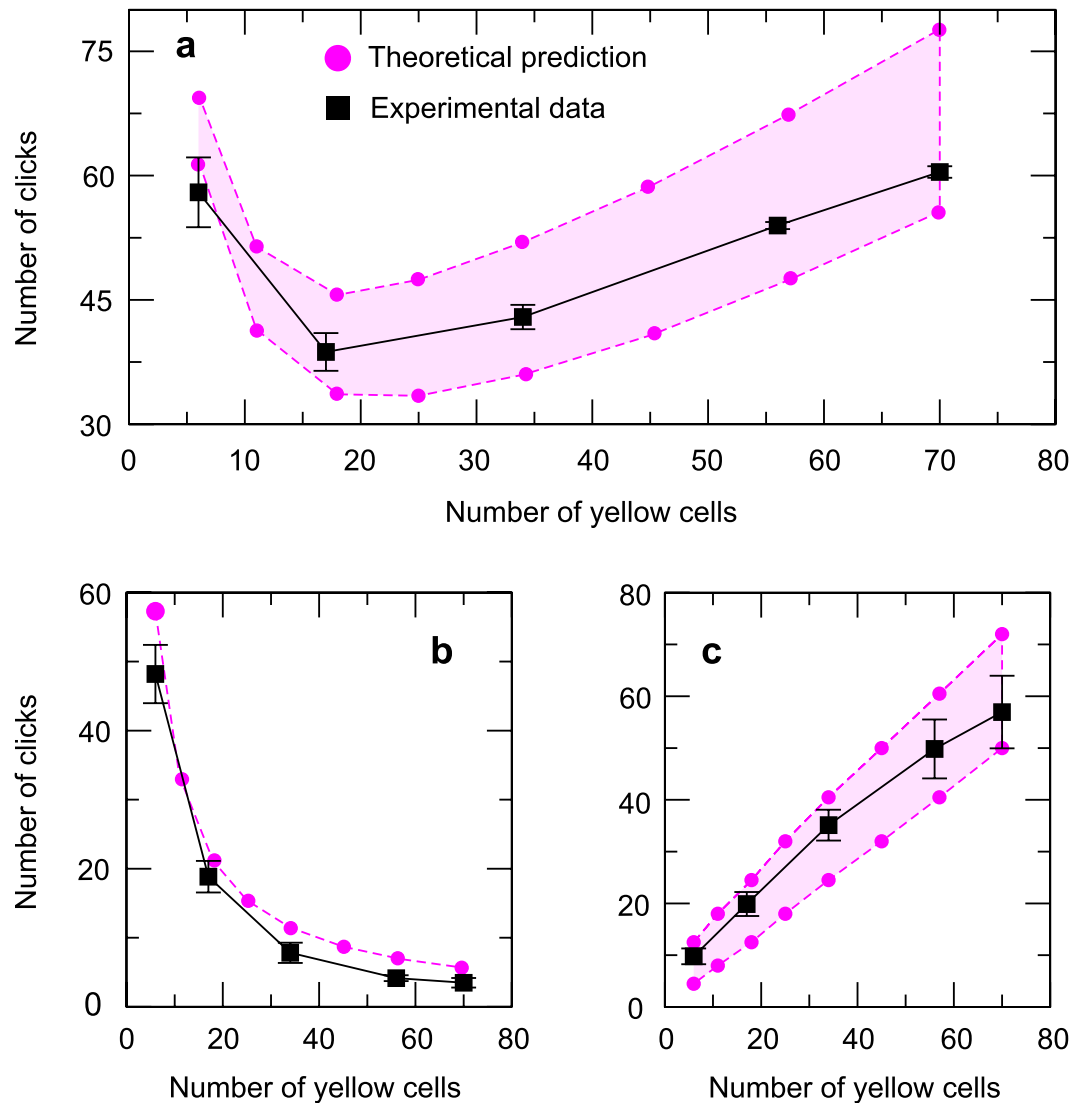 a
Theoretical prediction
Experimental data
75
60
45
30
Number of clicks
0 10 20 30 40 50 60 70 80
Number of yellow cells
b
60
40
20
0
Number of clicks
0 20 40 60 80
Number of yellow cells
c
80
60
40
20
0
0 20 40 60 80
Number of yellow cells